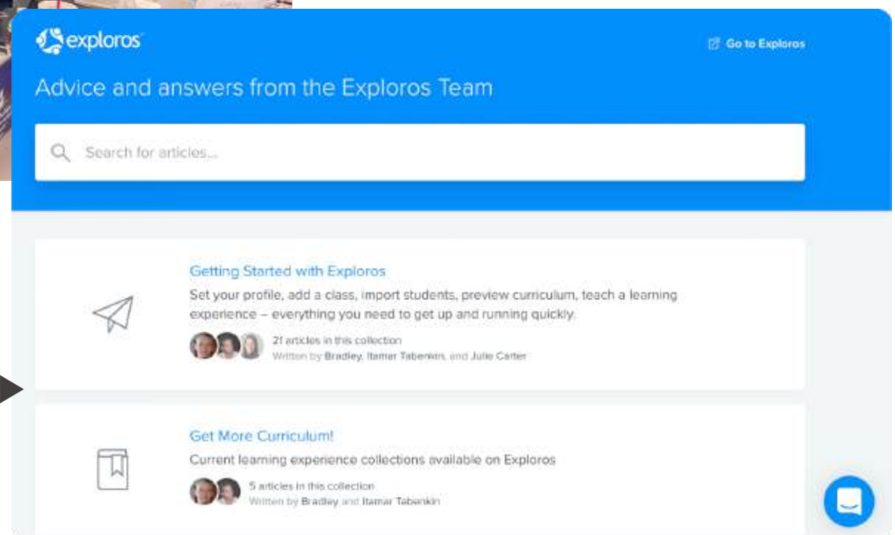 exploros
Go to Exploros
Advice and answers from the Exploros Team
Search for articles...
Getting Started with Exploros
Set your profile, add a class, import students, preview curriculum, teach a learning
experience – everything you need to get up and running quickly.
21 articles in this collection
Written by Bradley, Itamar Tabenkin, and Julie Carter
Get More Curriculum!
Current learning experience collections available on Exploros
5 articles in this collection
Written by Bradley and Itamar Tabenkin